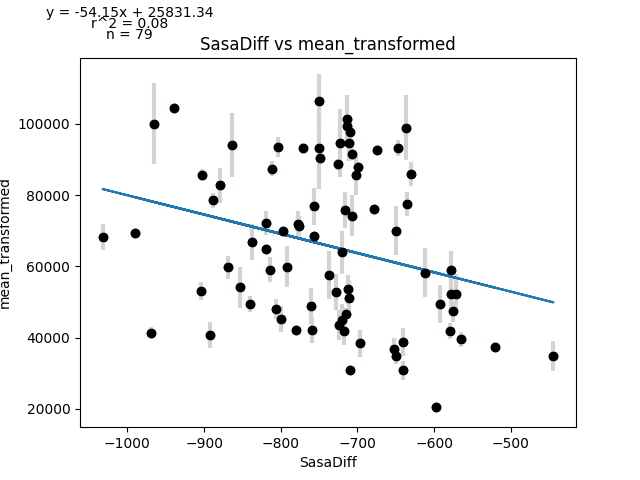 y = -54.15x + 25831.34
r^2 = 0.08
n = 79
SasaDiff vs mean_transformed
mean_transformed
100000
80000
60000
40000
20000
−1000
−900
−800
−700
−600
−500
SasaDiff